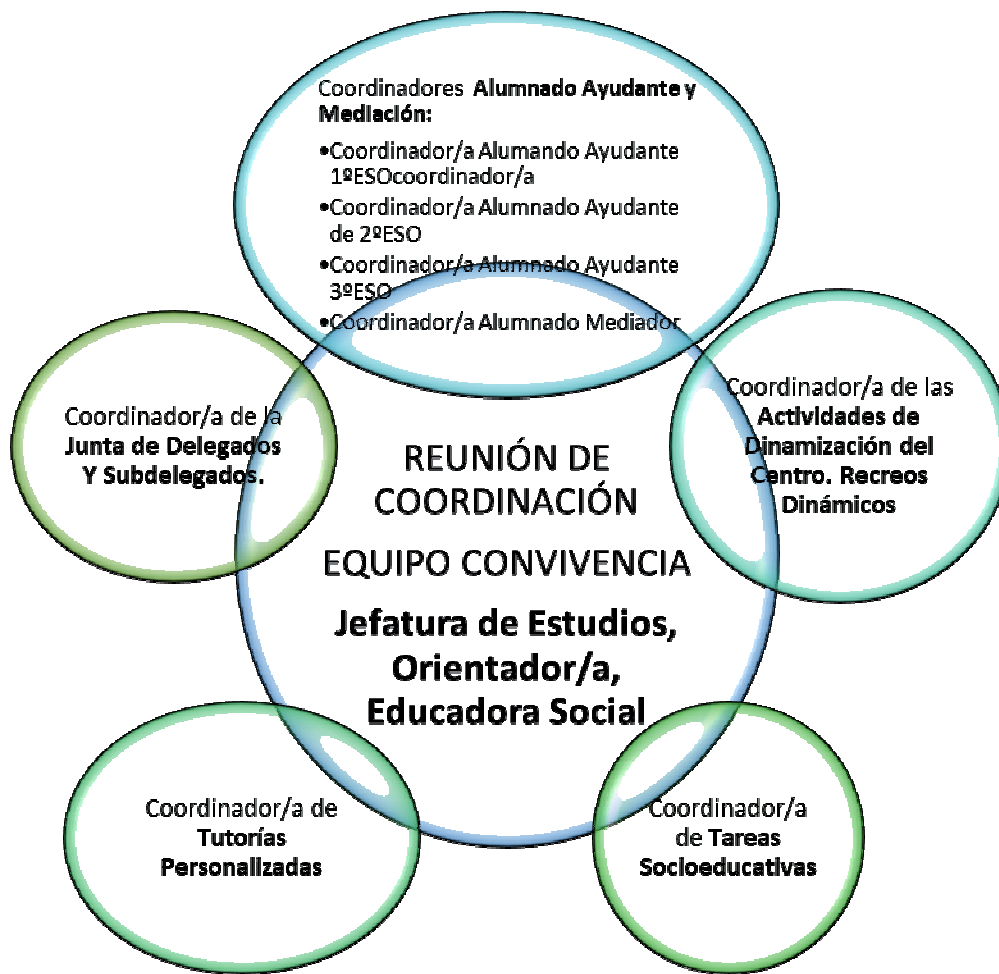 Coordinadores Alumnado Ayudante y
Mediación:
•Coordinador/a Alumando Ayudante
1ºESOcoordinador/a
•Coordinador/a Alumnado Ayudante
de 2ºESO
•Coordinador/a Alumnado Ayudante
3ºESO
•Coordinador/a Alumnado Mediador
Coordinador/a de la
Junta de Delegados
Y Subdelegados.
Coordinador/a de las
Actividades de
Dinamización del
Centro. Recreos
Dinámicos
REUNIÓN DE
COORDINACIÓN
EQUIPO CONVIVENCIA
Jefatura de Estudios,
Orientador/a,
Educadora Social
Coordinador/a de
Tutorías
Personalizadas
Coordinador/a
de Tareas
Socioeducativas